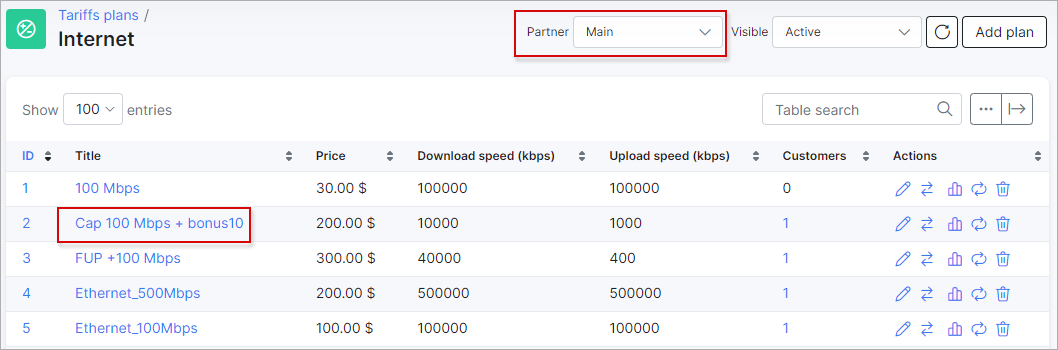 Tariffs plans /
Internet
Partner Main Visible Active Add plan
Show 100 entries Table search
ID Title Price Download speed (kbps) Upload speed (kbps) Customers Actions
1 100 Mbps 30.00 $ 100000 100000 0
2 Cap 100 Mbps + bonus10 200.00 $ 10000 1000 1
3 FUP +100 Mbps 300.00 $ 40000 400 1
4 Ethernet_500Mbps 200.00 $ 500000 500000 1
5 Ethernet_100Mbps 100.00 $ 100000 100000 1